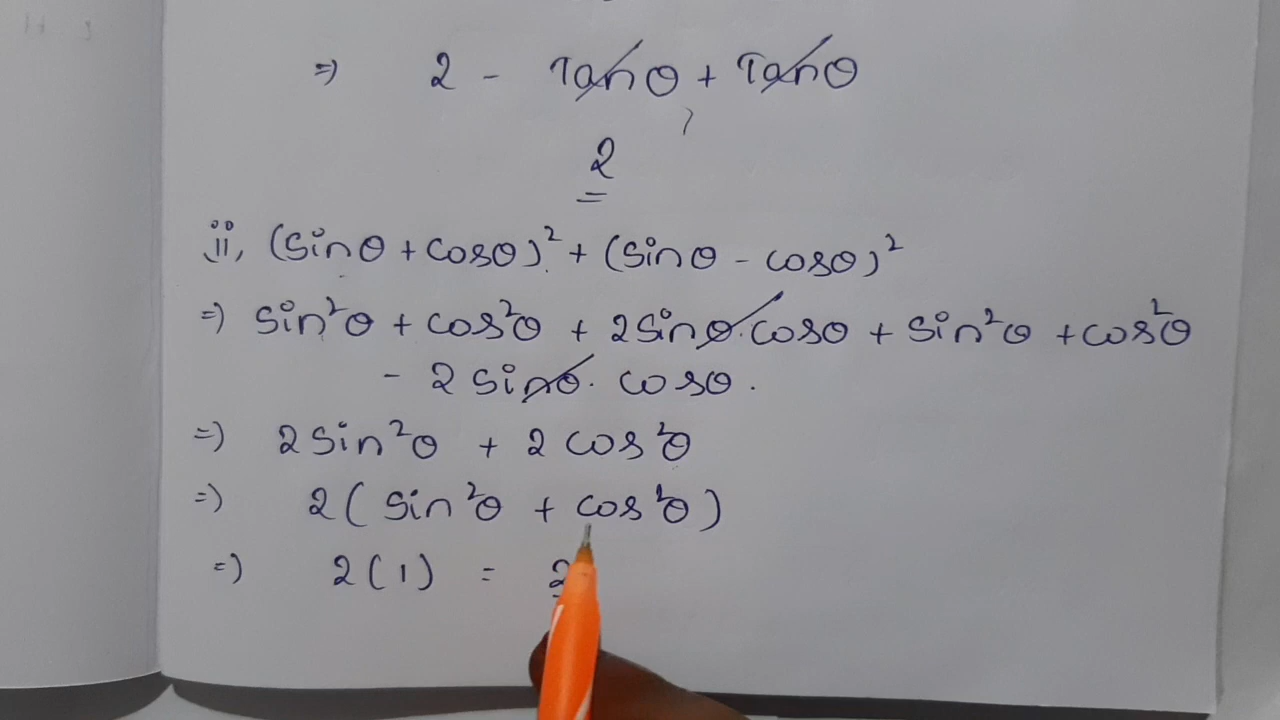 =) 2 - Tanθ + Tanθ
2
ii, (sinθ + cosθ)² + (sinθ - cosθ)²
=) sin²θ + cos²θ + 2sinθ.cosθ + sin²θ + cos²θ
- 2 sinθ. cosθ.
=) 2sin²θ + 2 cos²θ
=) 2( sin²θ + cos²θ )
=) 2(1) = 2